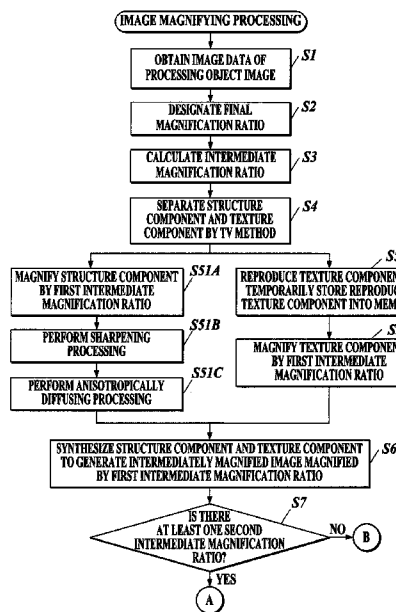 IMAGE MAGNIFYING PROCESSING
S1
OBTAIN IMAGE DATA OF
PROCESSING OBJECT IMAGE
S2
DESIGNATE FINAL
MAGNIFICATION RATIO
S3
CALCULATE INTERMEDIATE
MAGNIFICATION RATIO
S4
SEPARATE STRUCTURE
COMPONENT AND TEXTURE
COMPONENT BY TV METHOD
S51A
MAGNIFY STRUCTURE COMPONENT
BY FIRST INTERMEDIATE
MAGNIFICATION RATIO
S51B
PERFORM SHARPENING
PROCESSING
S51C
PERFORM ANISOTROPICALLY
DIFFUSING PROCESSING
REPRODUCE TEXTURE
TEMPORARILY STORE
TEXTURE COMPONENT INTO
MAGNIFY TEXTURE
BY FIRST INTERMEDIATE
MAGNIFICATION RATIO
S6
SYNTHESIZE STRUCTURE COMPONENT AND TEXTURE COMPONENT
TO GENERATE INTERMEDIATELY MAGNIFIED IMAGE MAGNIFIED
BY FIRST INTERMEDIATE MAGNIFICATION RATIO
S7
IS THERE
AT LEAST ONE SECOND
INTERMEDIATE MAGNIFICATION
RATIO?
NO
B
YES
A